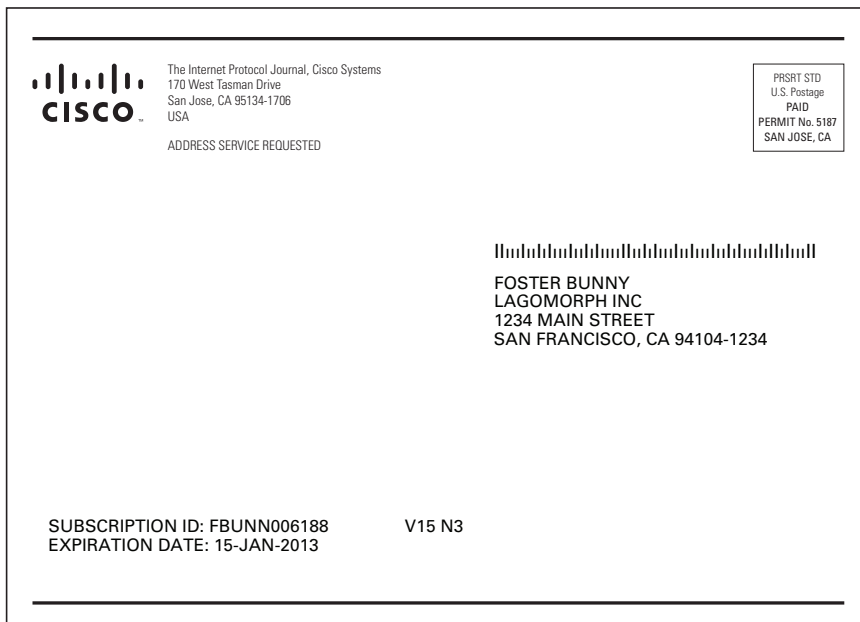 The Internet Protocol Journal, Cisco Systems
170 West Tasman Drive
San Jose, CA 95134-1706
USA
ADDRESS SERVICE REQUESTED
CISCO™
PRSRT STD
U.S. Postage
PAID
PERMIT No. 5187
SAN JOSE, CA
FOSTER BUNNY
LAGOMORPH INC
1234 MAIN STREET
SAN FRANCISCO, CA 94104-1234
SUBSCRIPTION ID: FBUNN006188 V15 N3
EXPIRATION DATE: 15-JAN-2013